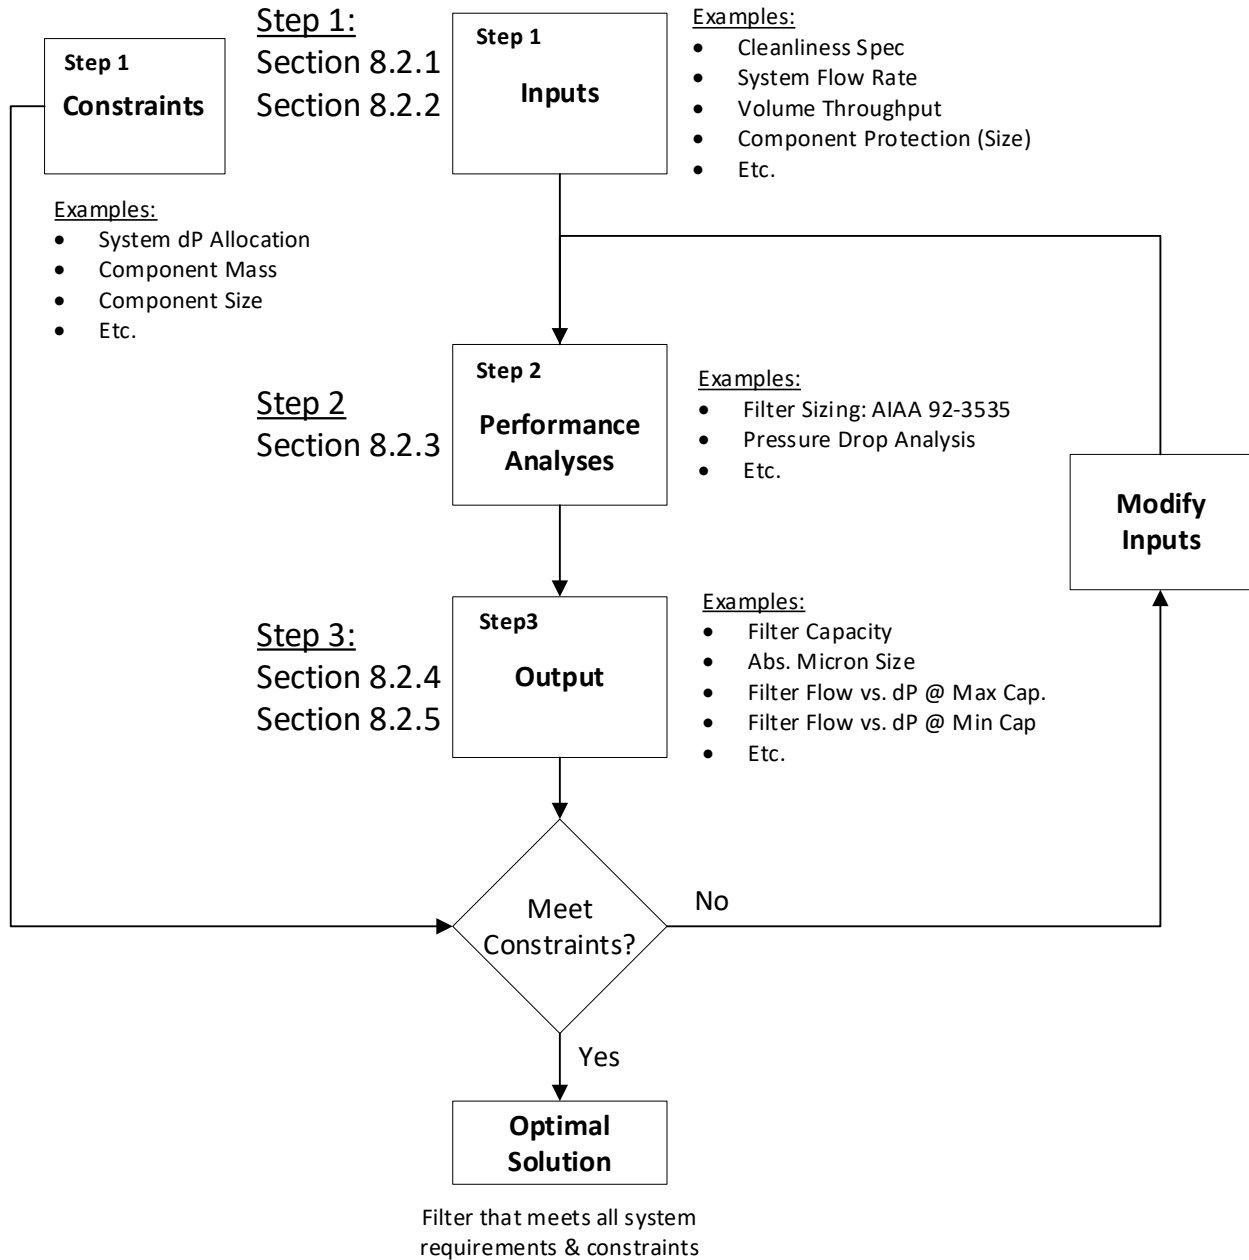 Step 1
Constraints
Examples:
• System dP Allocation
• Component Mass
• Component Size
• Etc.
Step 1:
Section 8.2.1
Section 8.2.2
Step 1
Inputs
Examples:
• Cleanliness Spec
• System Flow Rate
• Volume Throughput
• Component Protection (Size)
• Etc.
Step 2
Section 8.2.3
Step 2
Performance
Analyses
Examples:
• Filter Sizing: AIAA 92-3535
• Pressure Drop Analysis
• Etc.
Modify
Inputs
Step 3:
Section 8.2.4
Section 8.2.5
Step3
Output
Examples:
• Filter Capacity
• Abs. Micron Size
• Filter Flow vs. dP @ Max Cap.
• Filter Flow vs. dP @ Min Cap
• Etc.
Meet
Constraints?
No
Yes
Optimal
Solution
Filter that meets all system
requirements & constraints